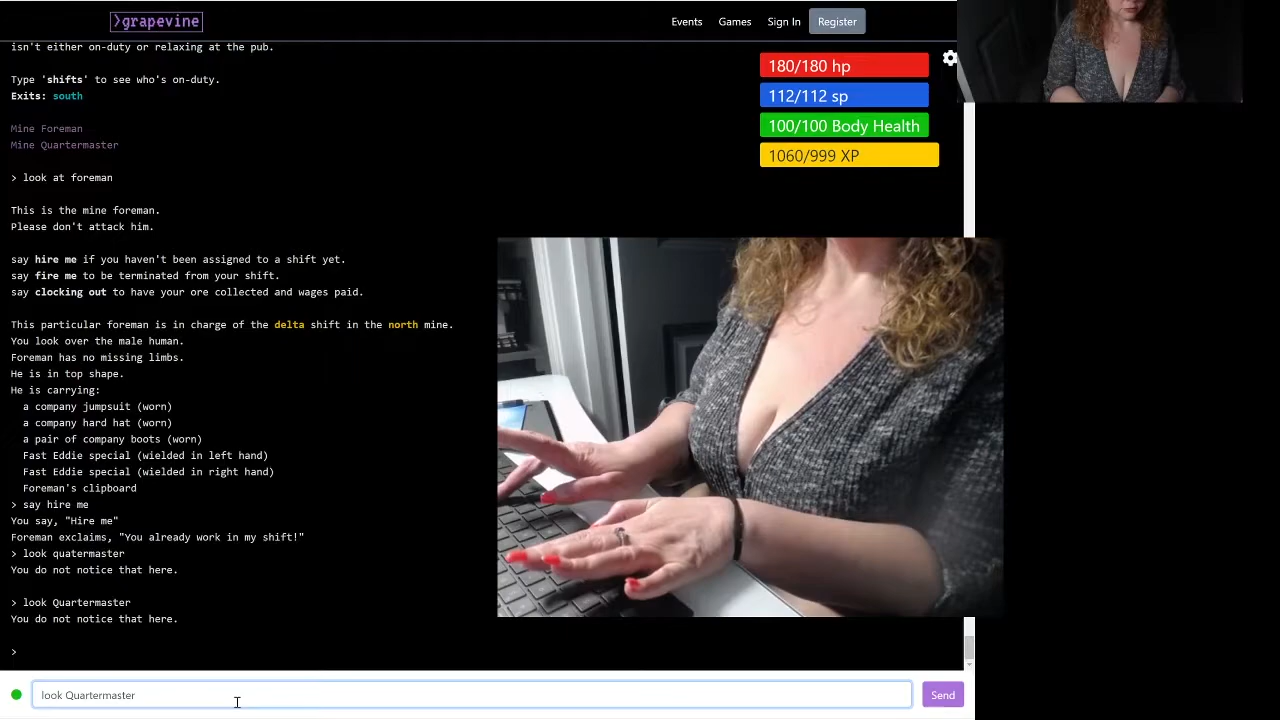 >grapevine
Events Games Sign In Register
isn't either on-duty or relaxing at the pub.
Type 'shifts' to see who's on-duty.
Exits: south
Mine Foreman
Mine Quartermaster
> look at foreman
This is the mine foreman.
Please don't attack him.
say hire me if you haven't been assigned to a shift yet.
say fire me to be terminated from your shift.
say clocking out to have your ore collected and wages paid.
This particular foreman is in charge of the delta shift in the north mine.
You look over the male human.
Foreman has no missing limbs.
He is in top shape.
He is carrying:
a company jumpsuit (worn)
a company hard hat (worn)
a pair of company boots (worn)
Fast Eddie special (wielded in left hand)
Fast Eddie special (wielded in right hand)
Foreman's clipboard
> say hire me
You say, "Hire me"
Foreman exclaims, "You already work in my shift!"
> look quatermaster
You do not notice that here.
> look Quartermaster
You do not notice that here.
>
180/180 hp
112/112 sp
100/100 Body Health
1060/999 XP
look Quartermaster
Send